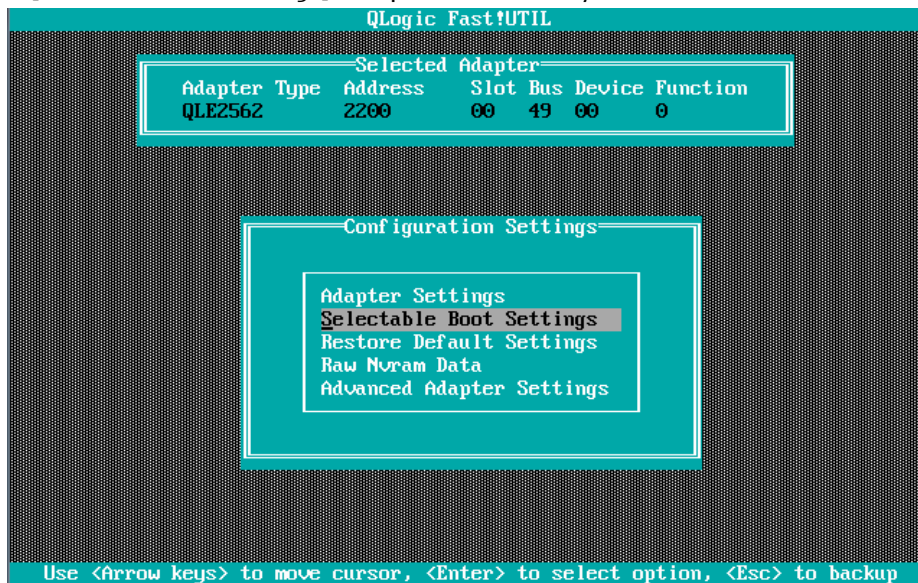 QLogic Fast!UTIL
Selected Adapter
Adapter Type Address Slot Bus Device Function
QLE2562 2200 00 49 00 0
Configuration Settings
Adapter Settings
Selectable Boot Settings
Restore Default Settings
Raw Nvram Data
Advanced Adapter Settings
Use <Arrow keys> to move cursor, <Enter> to select option, <Esc> to backup